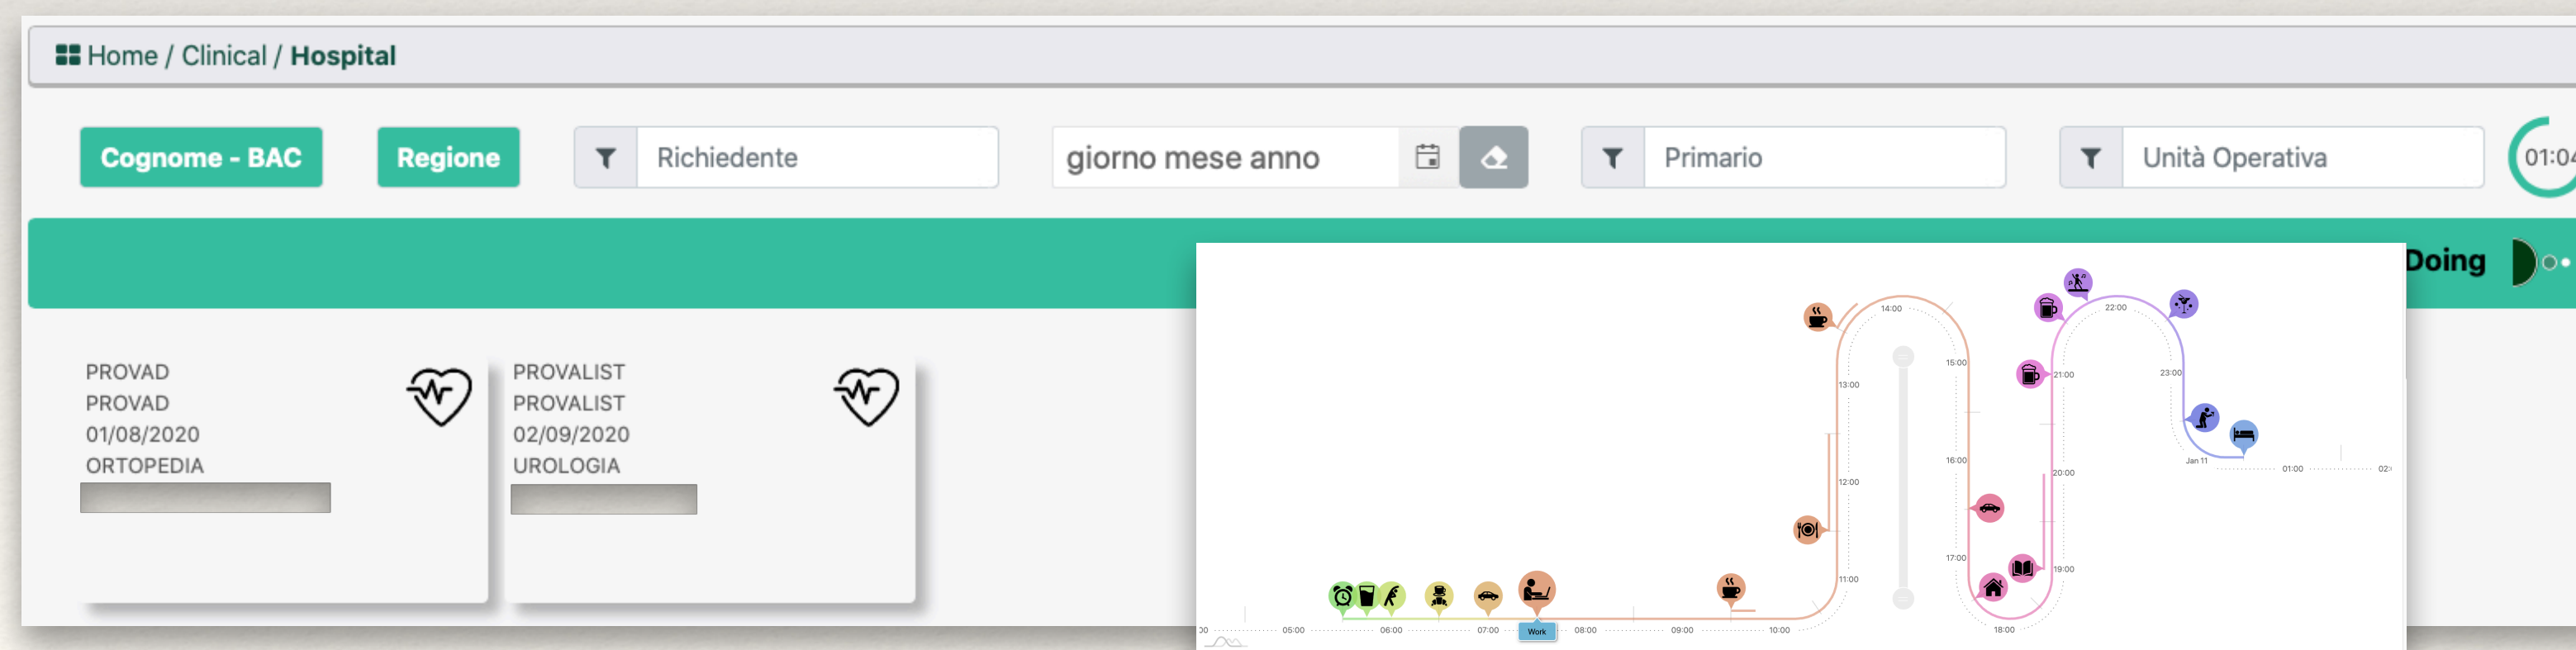 Home / Clinical / Hospital
Cognome - BAC
Regione
Richiedente
giorno mese anno
Primario
Unità Operativa
01:04
Doing
PROVAD
PROVAD
01/08/2020
ORTOPEDIA
PROVALIST
PROVALIST
02/09/2020
UROLOGIA
05:00
06:00
07:00
Work
08:00
09:00
10:00
11:00
12:00
13:00
14:00
15:00
16:00
17:00
18:00
19:00
20:00
21:00
22:00
23:00
Jan 11
01:00
02: